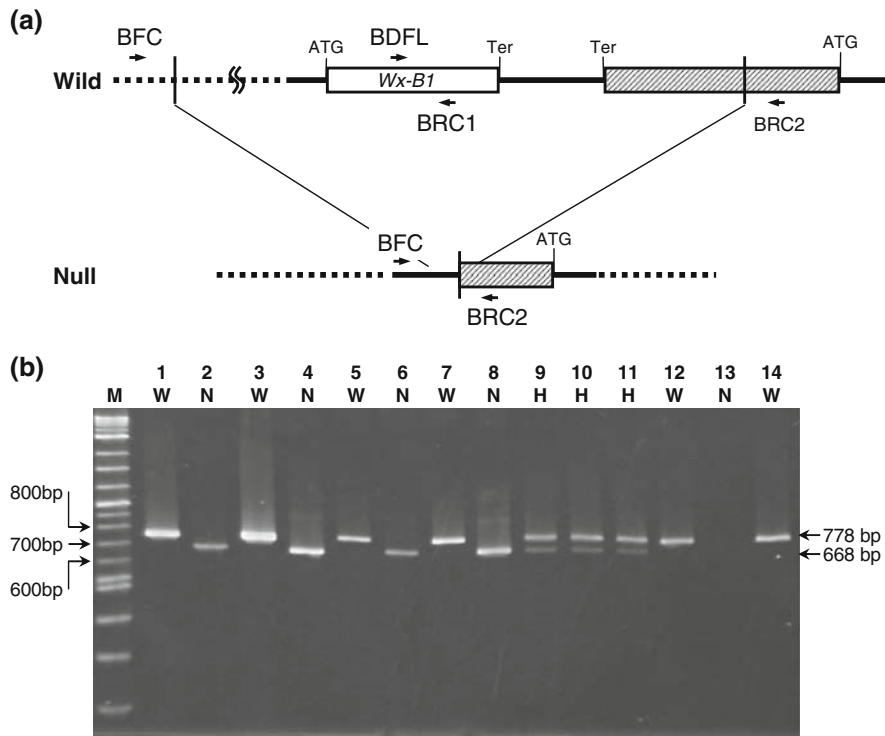 (a)
BFC
ATG
BDFL
Ter
Ter
ATG
Wild
Wx-B1
BRC1
BRC2
BFC
ATG
Null
BRC2
(b)
1 2 3 4 5 6 7 8 9 10 11 12 13 14
M W N W N W N W N H H H W N W
800bp
700bp
600bp
778 bp
668 bp